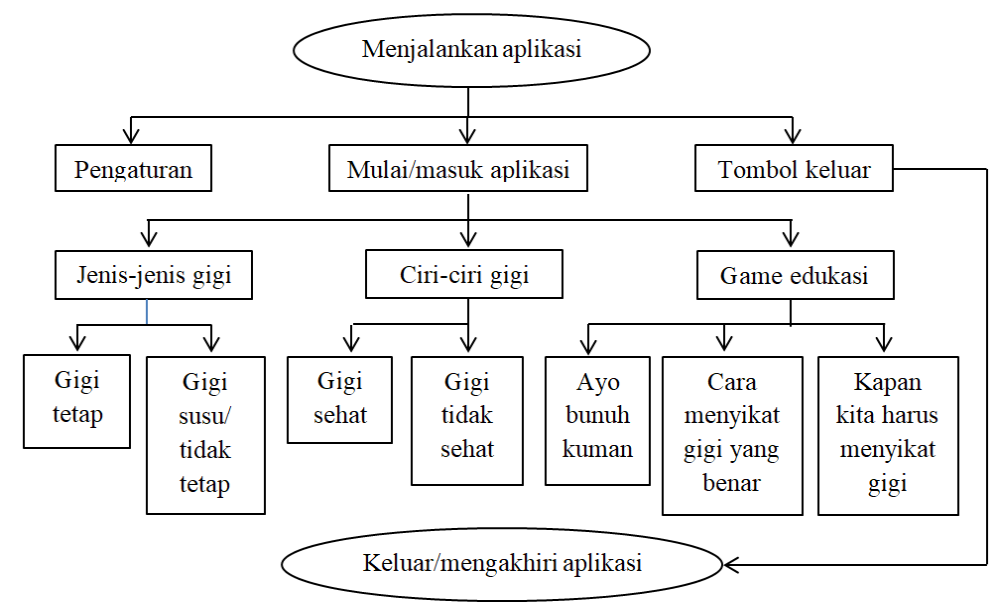 Menjalankan aplikasi
Pengaturan
Mulai/masuk aplikasi
Tombol keluar
Jenis-jenis gigi
Ciri-ciri gigi
Game edukasi
Gigi
tetap
Gigi
susu/
tidak
tetap
Gigi
sehat
Gigi
tidak
sehat
Ayo
bunuh
kuman
Cara
menyikat
gigi yang
benar
Kapan
kita harus
menyikat
gigi
Keluar/mengakhiri aplikasi